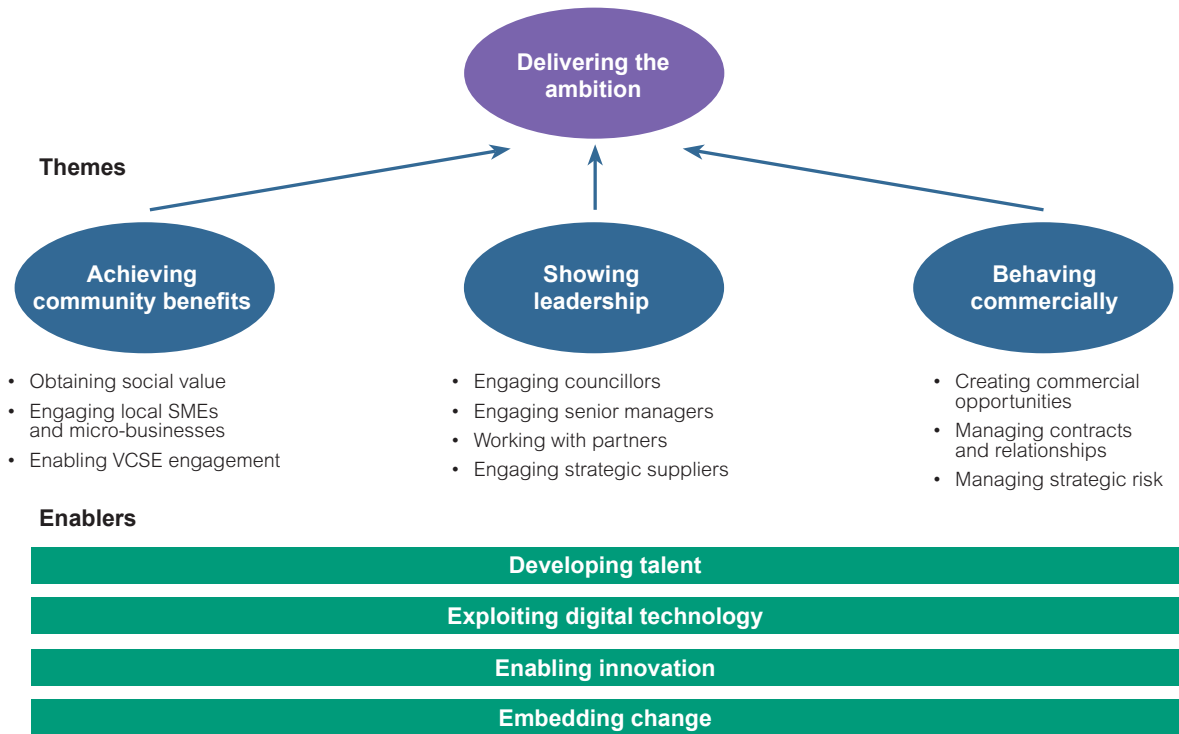 Delivering the
ambition
Themes
Achieving
community benefits
Showing
leadership
Behaving
commercially
• Obtaining social value
• Engaging local SMEs
and micro-businesses
• Enabling VCSE engagement
• Engaging councillors
• Engaging senior managers
• Working with partners
• Engaging strategic suppliers
• Creating commercial
opportunities
• Managing contracts
and relationships
• Managing strategic risk
Enablers
Developing talent
Exploiting digital technology
Enabling innovation
Embedding change